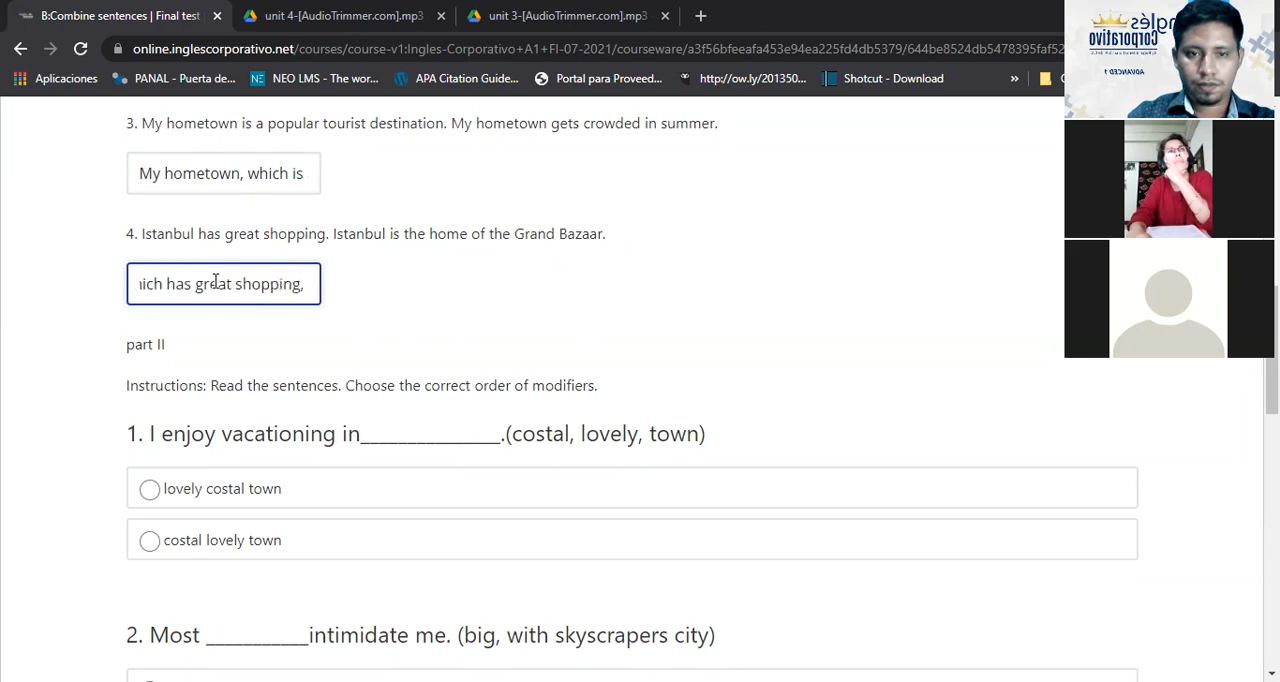 B:Combine sentences | Final test
unit 4-[AudioTrimmer.com].mp3
unit 3-[AudioTrimmer.com].mp3
online.inglescorporativo.net/courses/course-v1:Ingles-Corporativo+A1+FI-07-2021/courseware/a3f56bfeeafa453e94ea225fd4db5379/644be8524db5478395faf52
Aplicaciones
PANAL - Puerta de...
NEO LMS - The wor...
APA Citation Guide...
Portal para Proveed...
http://ow.ly/201350...
Shotcut - Download
»
inglés
Corporativo
ADVANCED 1
3. My hometown is a popular tourist destination. My hometown gets crowded in summer.
My hometown, which is
4. Istanbul has great shopping. Istanbul is the home of the Grand Bazaar.
iich has great shopping,
part II
Instructions: Read the sentences. Choose the correct order of modifiers.
1. I enjoy vacationing in______________.(costal, lovely, town)
lovely costal town
costal lovely town
2. Most __________intimidate me. (big, with skyscrapers city)